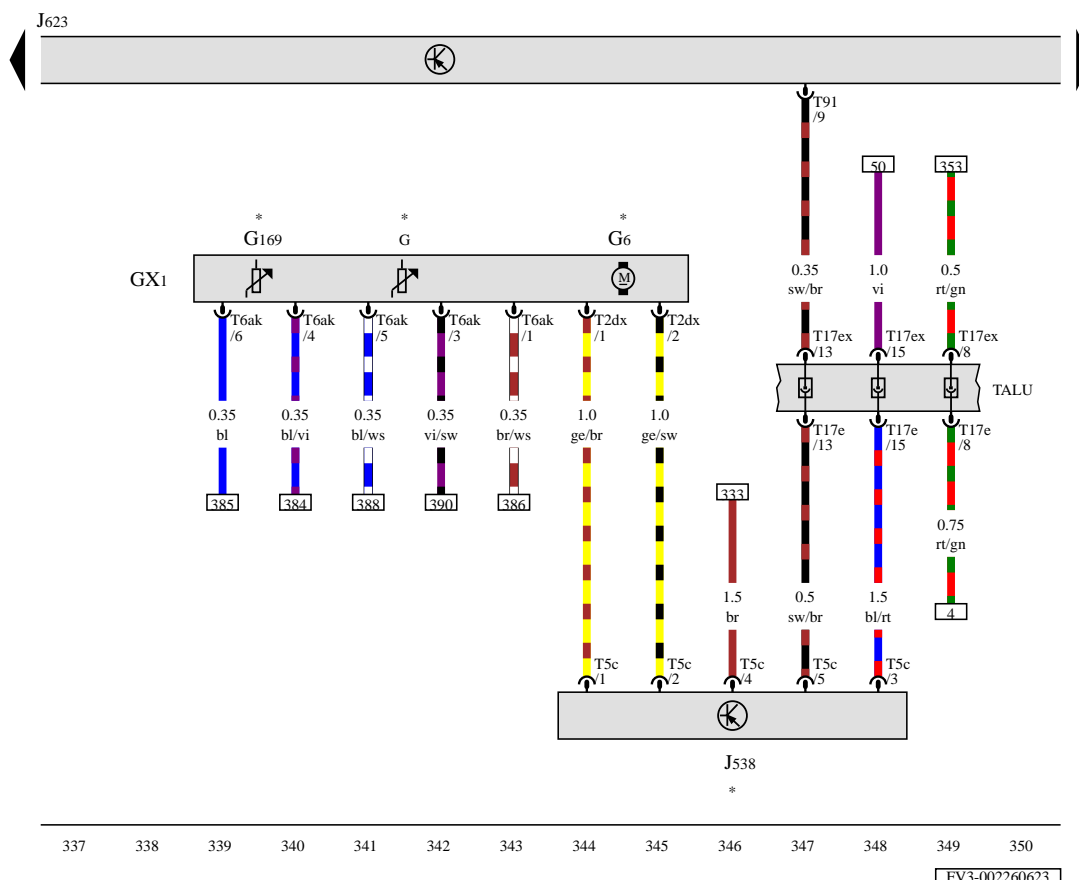 J623
T91
/9
50
353
*
*
*
G169
G
G6
GX1
0.35
1.0
0.5
sw/br
vi
rt/gn
T6ak
/6
T6ak
/4
T6ak
/5
T6ak
/3
T6ak
/1
T2dx
/1
T2dx
/2
T17ex
/13
T17ex
/15
T17ex
/8
TALU
0.35
0.35
0.35
0.35
0.35
1.0
1.0
bl
bl/vi
bl/ws
vi/sw
br/ws
ge/br
ge/sw
T17e
/13
T17e
/15
T17e
/8
385
384
388
390
386
333
0.75
rt/gn
1.5
0.5
1.5
br
sw/br
bl/rt
4
T5c
/1
T5c
/2
T5c
/4
T5c
/5
T5c
/3
M
J538
*
337 338 339 340 341 342 343 344 345 346 347 348 349 350
FV3-002260623